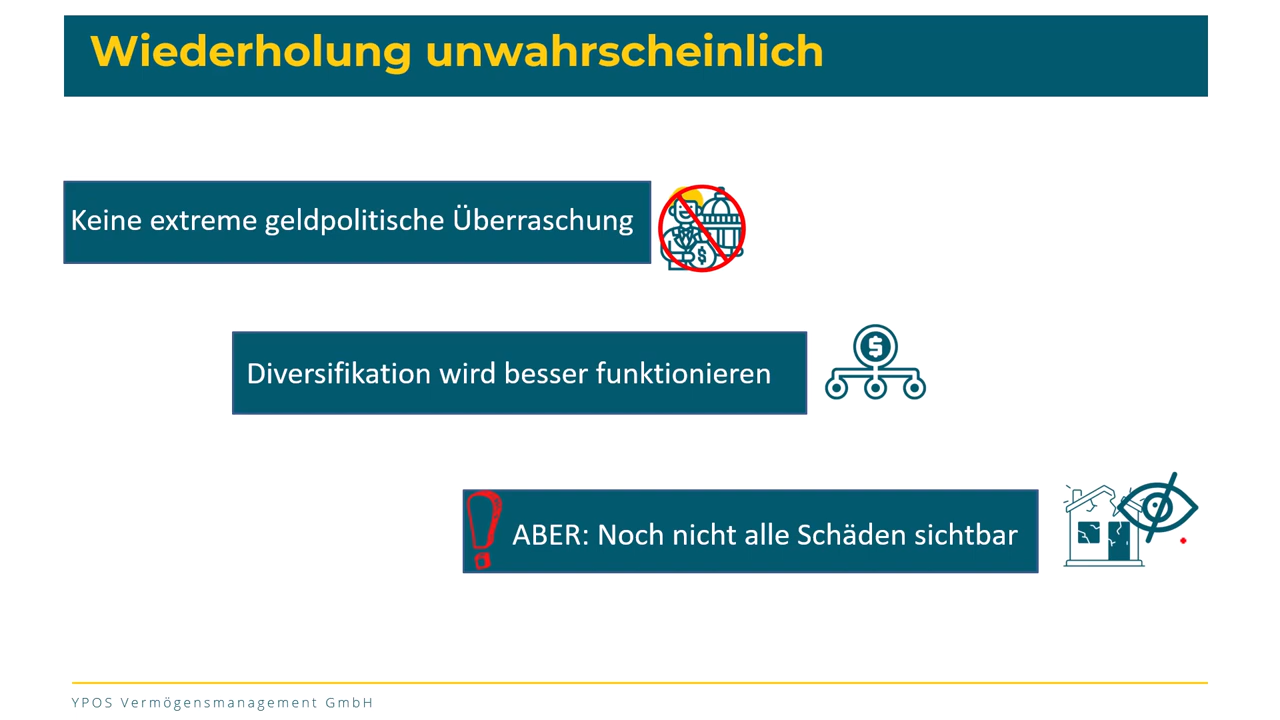 Wiederholung unwahrscheinlich
Keine extreme geldpolitische Überraschung
Diversifikation wird besser funktionieren
ABER: Noch nicht alle Schäden sichtbar
YPOS Vermögensmanagement GmbH